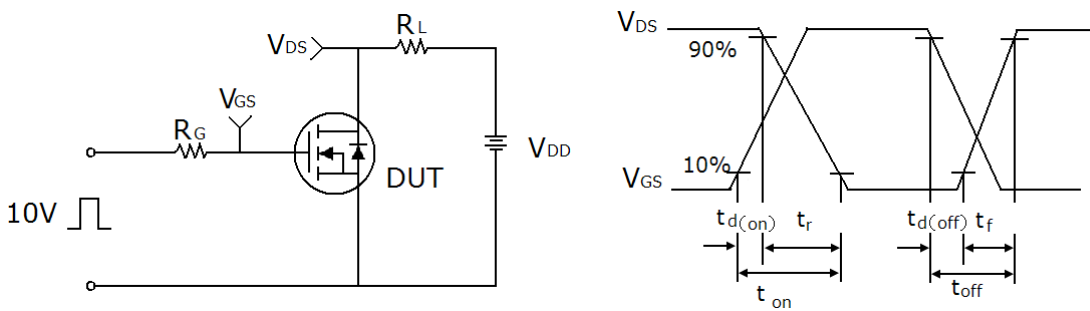 RL
VDS
VGS
RG
DUT
VDD
10V
VDS
90%
10%
VGS
td(on) tr td(off) tf
ton toff